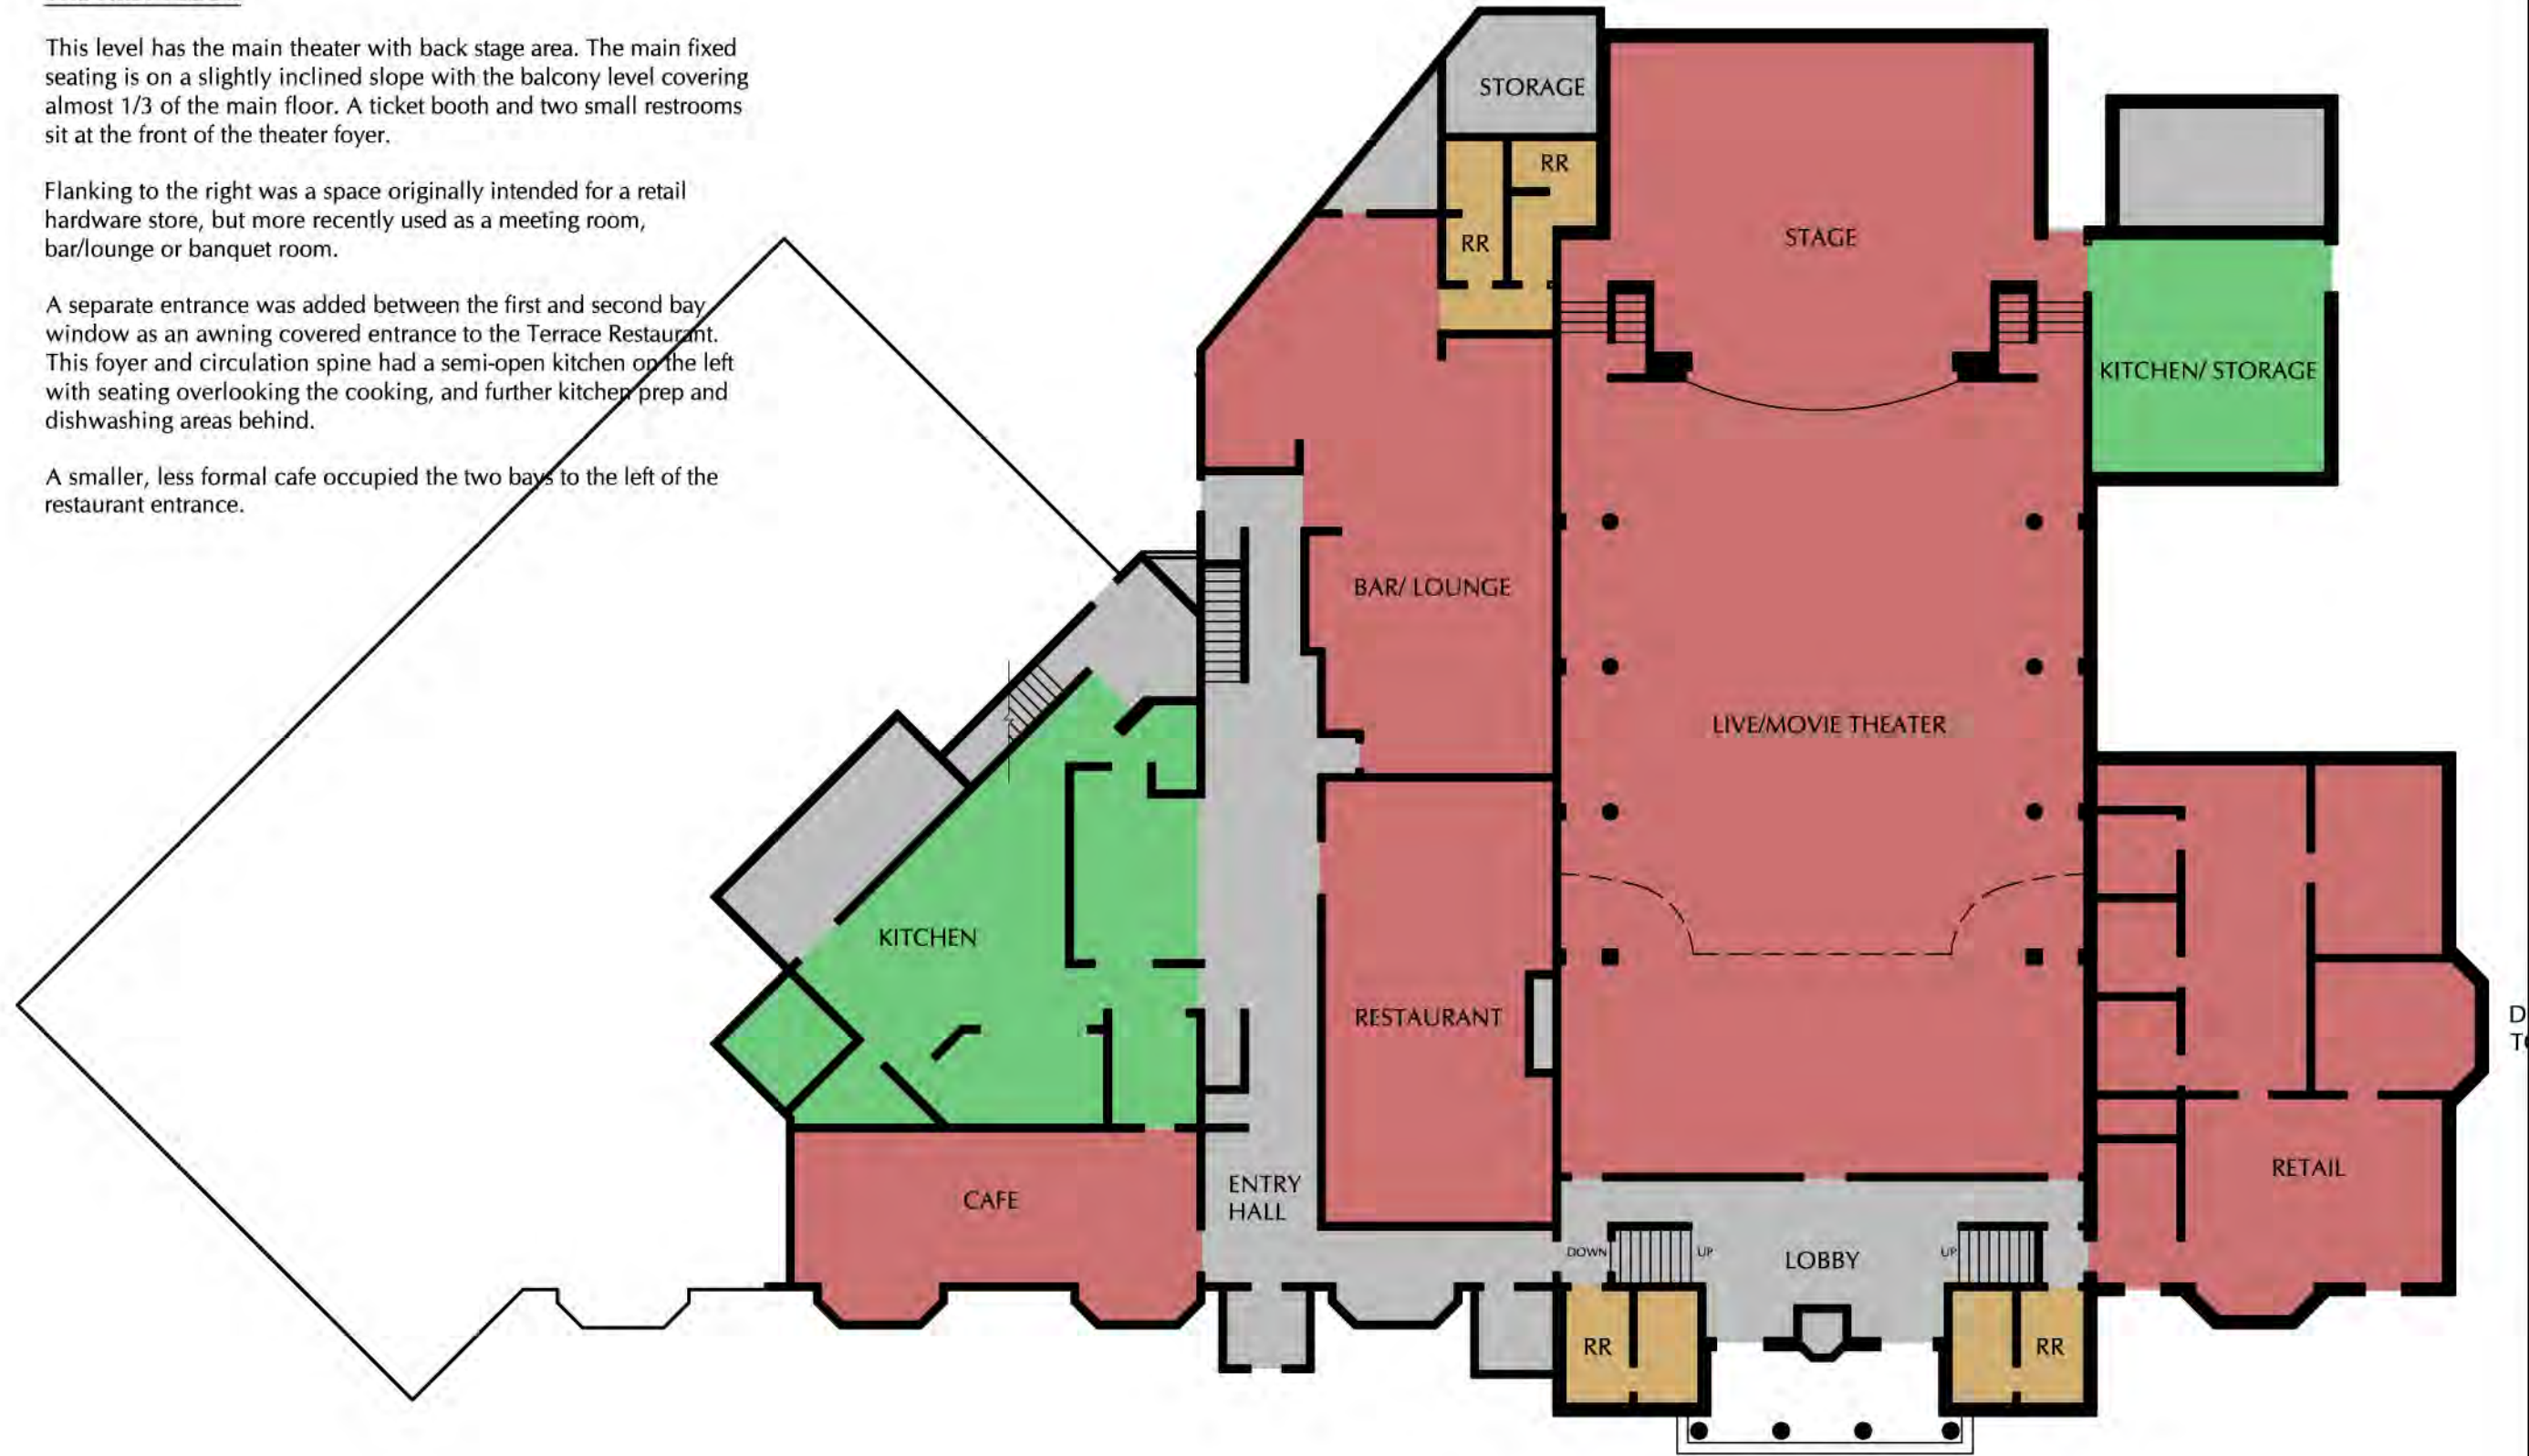 This level has the main theater with back stage area. The main fixed
seating is on a slightly inclined slope with the balcony level covering
almost 1/3 of the main floor. A ticket booth and two small restrooms
sit at the front of the theater foyer.
Flanking to the right was a space originally intended for a retail
hardware store, but more recently used as a meeting room,
bar/lounge or banquet room.
A separate entrance was added between the first and second bay
window as an awning covered entrance to the Terrace Restaurant.
This foyer and circulation spine had a semi-open kitchen on the left
with seating overlooking the cooking, and further kitchen prep and
dishwashing areas behind.
A smaller, less formal cafe occupied the two bays to the left of the
restaurant entrance.
STORAGE
RR
RR
STAGE
KITCHEN/ STORAGE
BAR/ LOUNGE
LIVE/MOVIE THEATER
KITCHEN
RESTAURANT
RETAIL
CAFE
ENTRY
HALL
DOWN
UP
LOBBY
UP
RR
RR